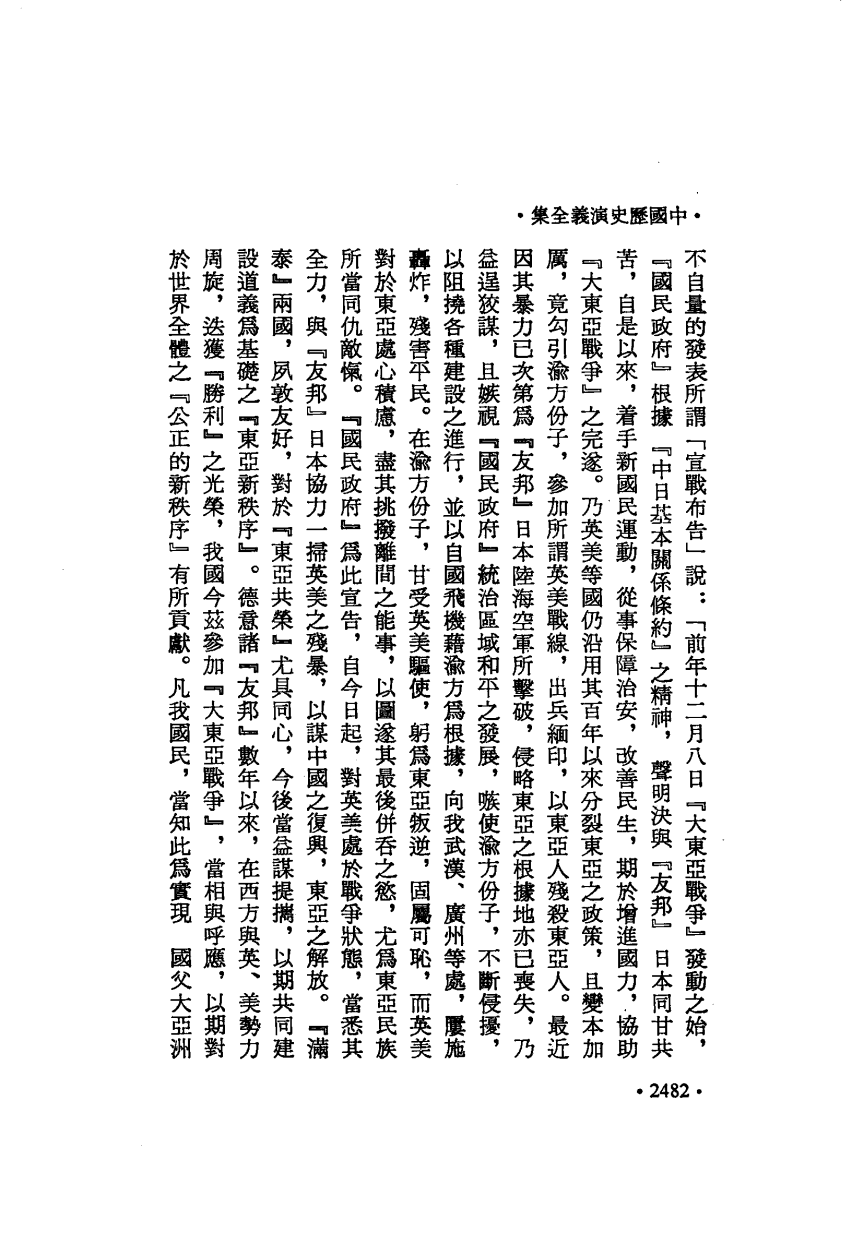 ·中國歷史演義全集·
不自量的發表所謂「宣戰布告」說：「前年十二月八日『大東亞戰爭』發動之始，
『國民政府』根據『中日基本關係條約』之精神，聲明決與『友邦』日本同甘共
苦，自是以來，着手新國民運動，從事保障治安，改善民生，期於增進國力，協助
『大東亞戰爭』之完遂。乃英美等國仍沿用其百年以來分裂東亞之政策，且變本加
厲，竟勾引渝方份子，參加所謂英美戰線，出兵緬印，以東亞人殘殺東亞人。最近
因其暴力已次第爲『友邦』日本陸海空軍所擊破，侵略東亞之根據地亦已喪失，乃
益逞狡謀，且嫉視『國民政府』統治區域和平之發展，嗾使渝方份子，不斷侵擾，
以阻撓各種建設之進行，並以自國飛機藉渝方爲根據，向我武漢、廣州等處，屢施
轟炸，殘害平民。在渝方份子，甘受英美驅使，躬爲東亞叛逆，固屬可恥，而英美
對於東亞處心積慮，盡其挑撥離間之能事，以圖遂其最後併吞之慾，尤爲東亞民族
所當同仇敵愾。『國民政府』爲此宣告，自今日起，對英美處於戰爭狀態，當悉其
全力，與『友邦』日本協力一掃英美之殘暴，以謀中國之復興，東亞之解放。『滿
泰』兩國，夙敦友好，對於『東亞共榮』尤具同心，今後當益謀提攜，以期共同建
設道義爲基礎之『東亞新秩序』。德意諸『友邦』數年以來，在西方與英、美勢力
周旋，迭獲『勝利』之光榮，我國今茲參加『大東亞戰爭』，當相與呼應，以期對
於世界全體之『公正的新秩序』有所貢獻。凡我國民，當知此爲實現　國父大亞洲
·2482·